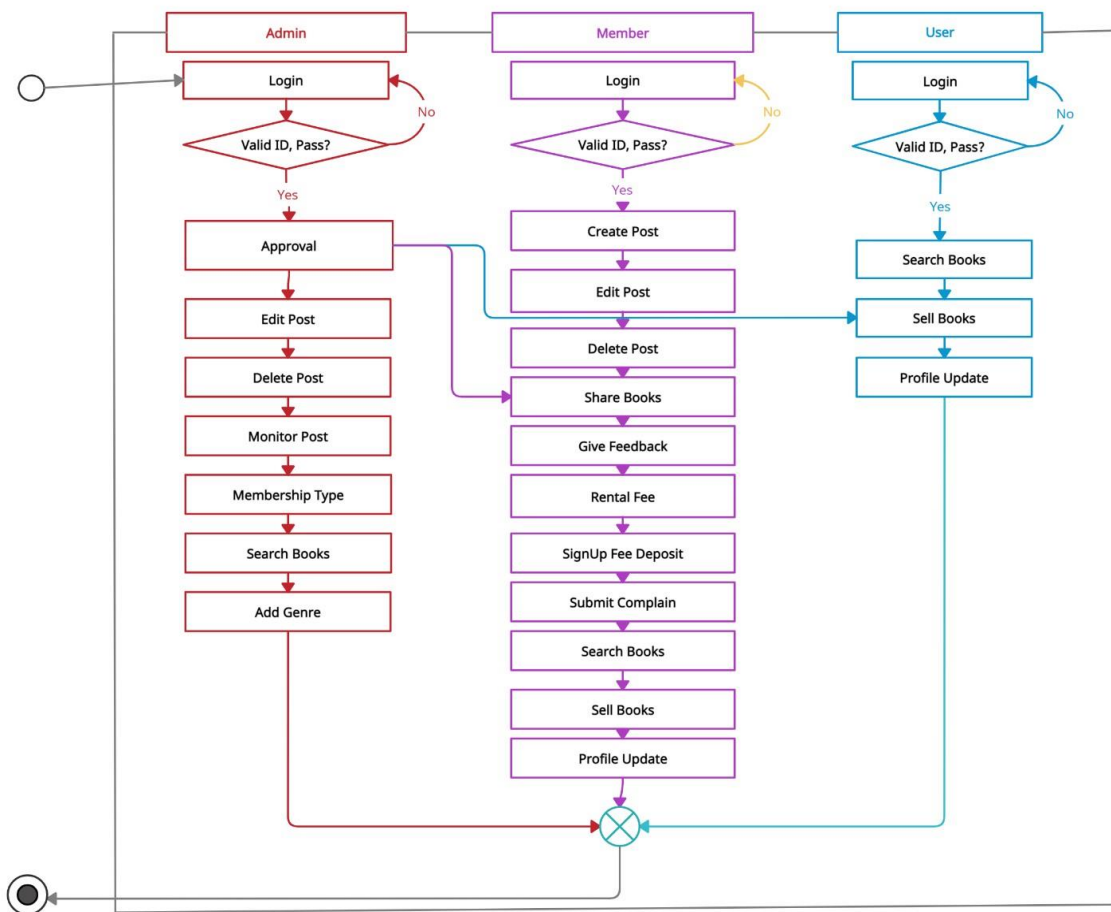 Admin
Member
User
Login
Login
Login
No
No
No
Valid ID, Pass?
Valid ID, Pass?
Valid ID, Pass?
Yes
Yes
Yes
Approval
Edit Post
Delete Post
Monitor Post
Membership Type
Search Books
Add Genre
Create Post
Edit Post
Delete Post
Share Books
Give Feedback
Rental Fee
SignUp Fee Deposit
Submit Complain
Search Books
Sell Books
Profile Update
Search Books
Sell Books
Profile Update